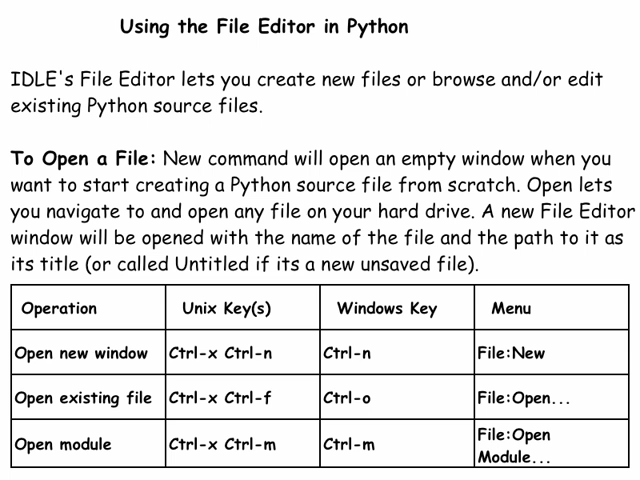 Using the File Editor in Python
IDLE's File Editor lets you create new files or browse and/or edit
existing Python source files.
To Open a File: New command will open an empty window when you
want to start creating a Python source file from scratch. Open lets
you navigate to and open any file on your hard drive. A new File Editor
window will be opened with the name of the file and the path to it as
its title (or called Untitled if its a new unsaved file).
Operation Unix Key(s) Windows Key Menu
Open new window Ctrl-x Ctrl-n Ctrl-n File:New
Open existing file Ctrl-x Ctrl-f Ctrl-o File:Open...
Open module Ctrl-x Ctrl-m Ctrl-m File:Open
Module...